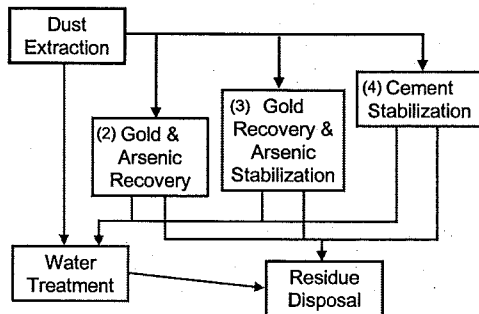 Dust
Extraction
(2) Gold &
Arsenic
Recovery
(3) Gold
Recovery &
Arsenic
Stabilization
(4) Cement
Stabilization
Water
Treatment
Residue
Disposal